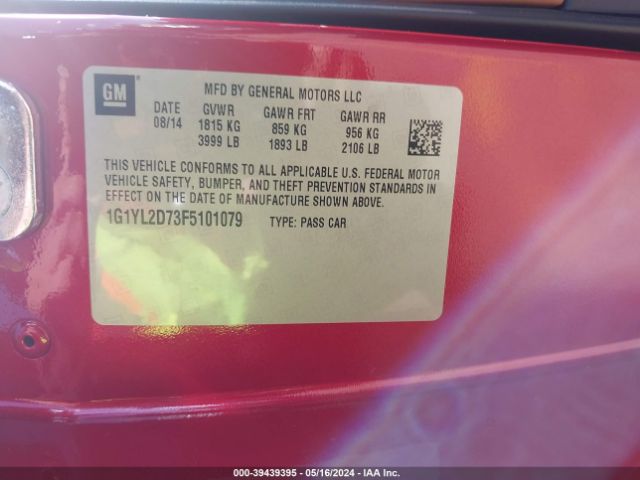 GM
MFD BY GENERAL MOTORS LLC
DATE GVWR GAWR FRT GAWR RR
08/14 1815 KG 859 KG 956 KG
3999 LB 1893 LB 2106 LB
THIS VEHICLE CONFORMS TO ALL APPLICABLE U.S. FEDERAL MOTOR
VEHICLE SAFETY, BUMPER, AND THEFT PREVENTION STANDARDS IN
EFFECT ON THE DATE OF MANUFACTURE SHOWN ABOVE.
1G1YL2D73F5101079 TYPE: PASS CAR
000-39439395 - 05/16/2024 - IAA Inc.